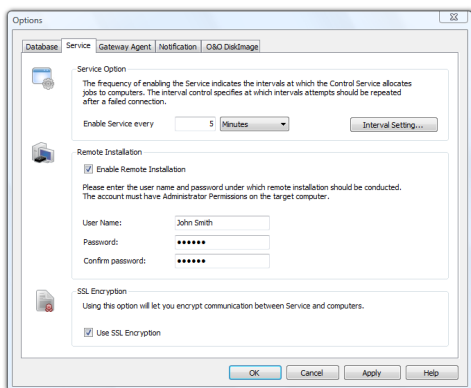 Options
Database Service Gateway Agent Notification O&O DiskImage
Service Option
The frequency of enabling the Service indicates the intervals at which the Control Service allocates
jobs to computers. The interval control specifies at which intervals attempts should be repeated
after a failed connection.
Enable Service every 5 Minutes Interval Setting...
Remote Installation
Enable Remote Installation
Please enter the user name and password under which remote installation should be conducted.
The account must have Administrator Permissions on the target computer.
User Name: John Smith
Password: ●●●●●●
Confirm password: ●●●●●●
SSL Encryption
Using this option will let you encrypt communication between Service and computers.
Use SSL Encryption
OK Cancel Apply Help